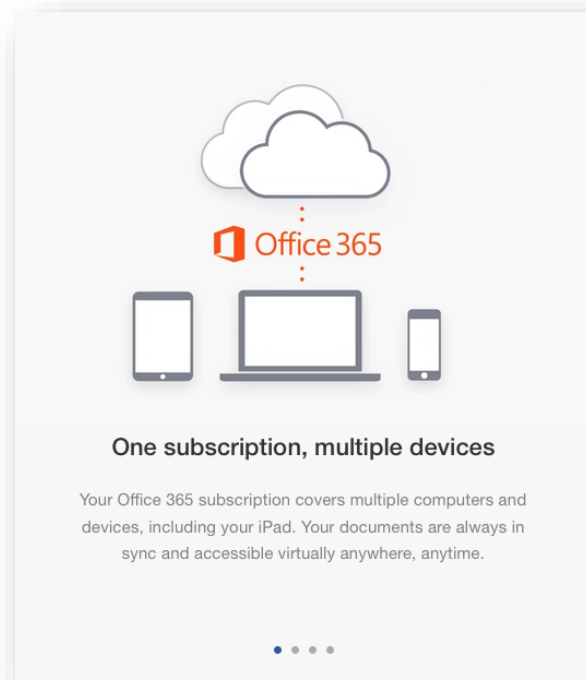 Office 365
One subscription, multiple devices
Your Office 365 subscription covers multiple computers and
devices, including your iPad. Your documents are always in
sync and accessible virtually anywhere, anytime.